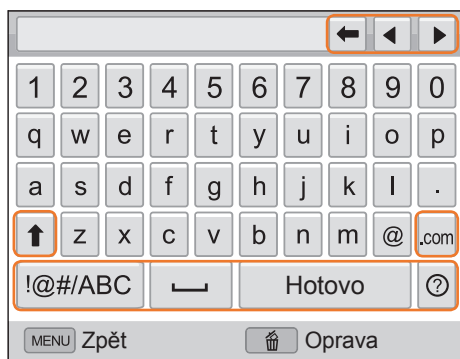 1 2 3 4 5 6 7 8 9 0
q w e r t y u i o p
a s d f g h j k l .
z x c v b n m @ .com
!@#/ABC Hotovo ?
MENU Zpět Oprava